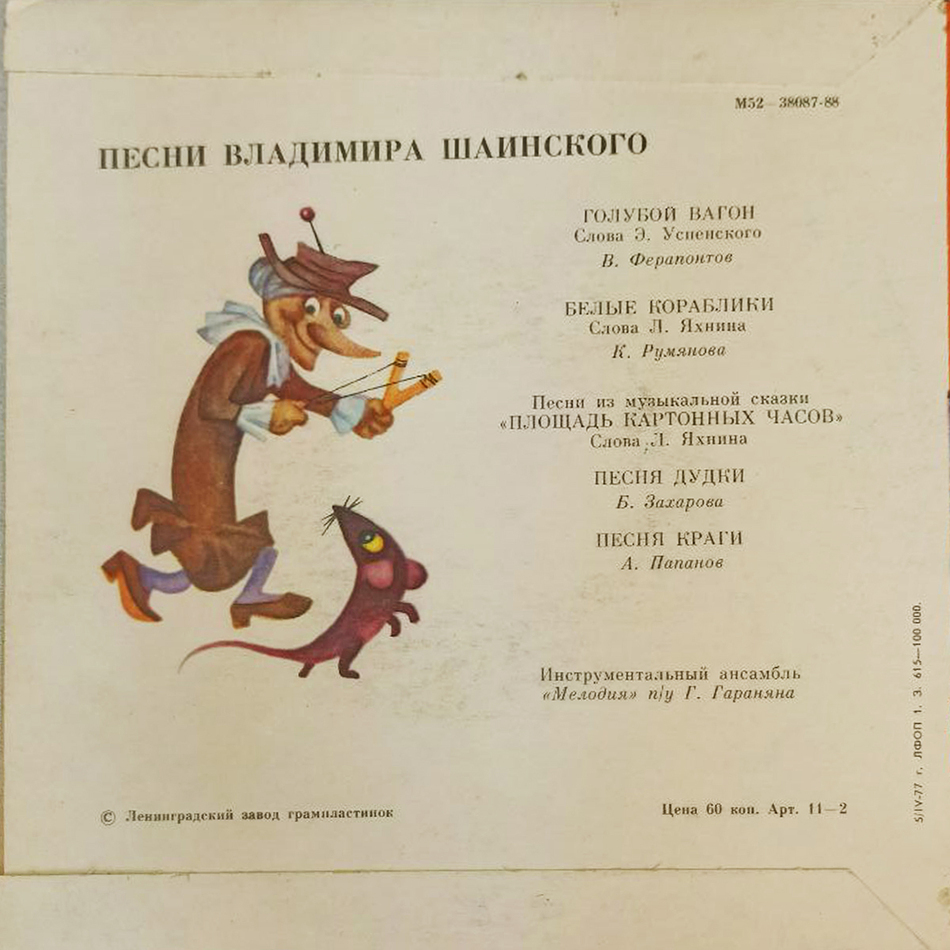 М52—38087-88
ПЕСНИ ВЛАДИМИРА ШАИНСКОГО
ГОЛУБОЙ ВАГОН
Слова Э. Успенского
В. Ферапонтов
БЕЛЫЕ КОРАБЛИКИ
Слова Л. Яхнина
К. Румянова
Песни из музыкальной сказки
«ПЛОЩАДЬ КАРТОННЫХ ЧАСОВ»
Слова Л. Яхнина
ПЕСНЯ ДУДКИ
Б. Захарова
ПЕСНЯ КРАГИ
А. Папанов
Инструментальный ансамбль
«Мелодия» п/у Г. Гараняна
© Ленинградский завод грампластинок
Цена 60 коп. Арт. 11—2
5/IV-77 г. ЛФОП 1. З. 615—100 000.